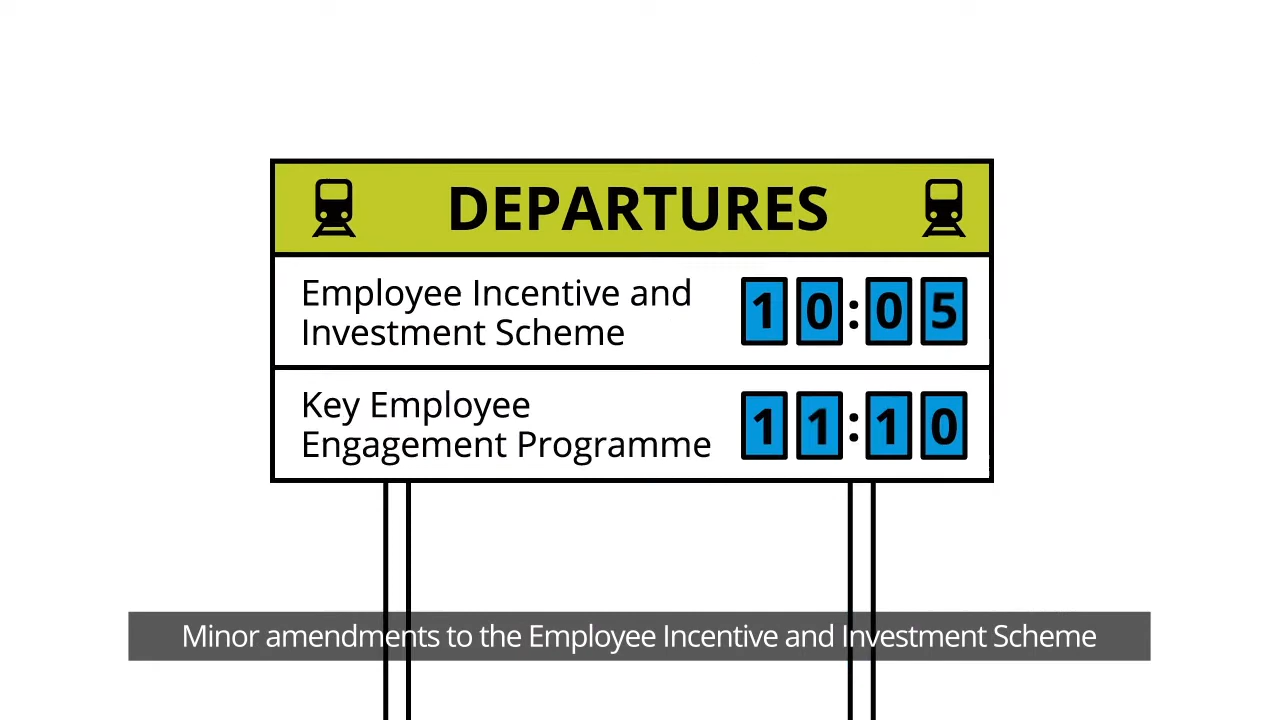 DEPARTURES
Employee Incentive and
Investment Scheme
10:05
Key Employee
Engagement Programme
11:10
Minor amendments to the Employee Incentive and Investment Scheme